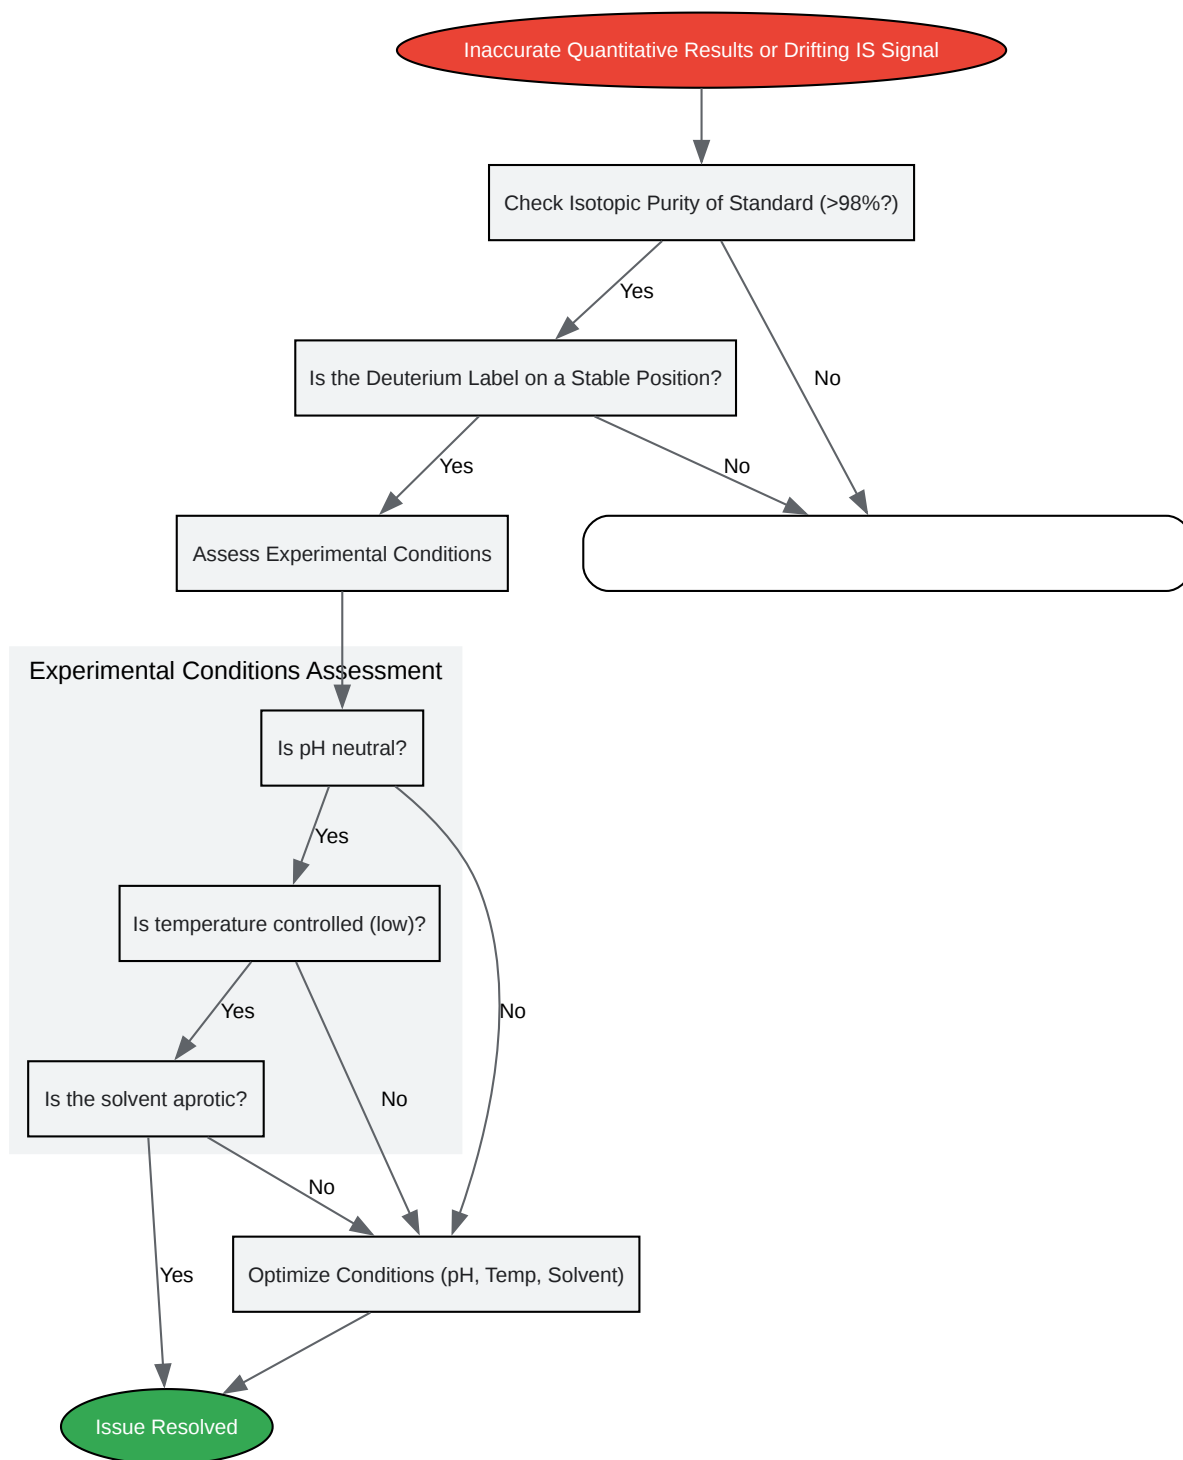 Inaccurate Quantitative Results or Drifting IS Signal
Check Isotopic Purity of Standard (>98%?)
Yes
Is the Deuterium Label on a Stable Position?
No
Yes
No
Assess Experimental Conditions
Experimental Conditions Assessment
Is pH neutral?
Yes
Is temperature controlled (low)?
Yes
No
Is the solvent aprotic?
No
No
Yes
Optimize Conditions (pH, Temp, Solvent)
Issue Resolved